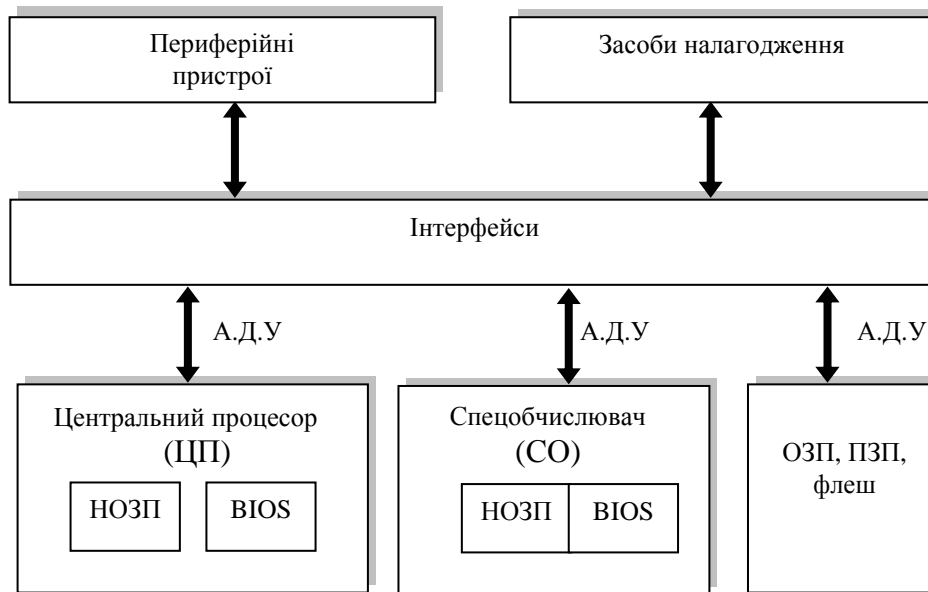 Периферійні
пристрої
Засоби налагодження
Інтерфейси
А.Д.У
А.Д.У
А.Д.У
Центральний процесор
(ЦП)
НОЗП
BIOS
Спецобчислювач
(СО)
НОЗП
BIOS
ОЗП, ПЗП,
флеш